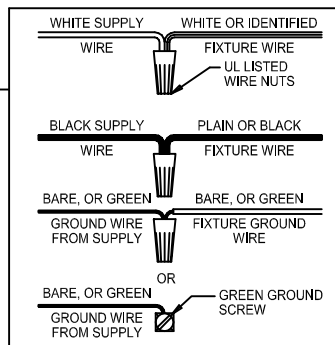 WHITE SUPPLY WHITE OR IDENTIFIED
WIRE FIXTURE WIRE
UL LISTED
WIRE NUTS
BLACK SUPPLY PLAIN OR BLACK
WIRE FIXTURE WIRE
BARE, OR GREEN BARE, OR GREEN
GROUND WIRE FIXTURE GROUND
FROM SUPPLY WIRE
OR
BARE, OR GREEN GREEN GROUND
GROUND WIRE SCREW
FROM SUPPLY